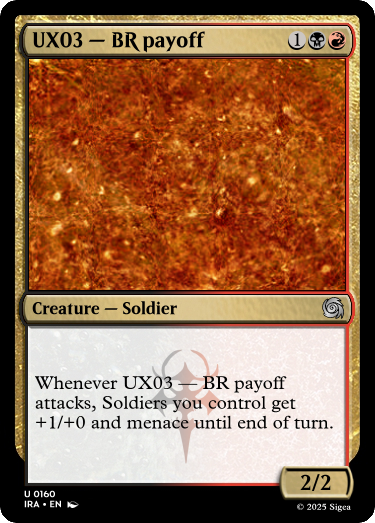 UX03 — BR payoff 1
Creature — Soldier
Whenever UX03 — BR payoff
attacks, Soldiers you control get
+1/+0 and menace until end of turn.
2/2
U 0160
IRA • EN
© 2025 Sigea